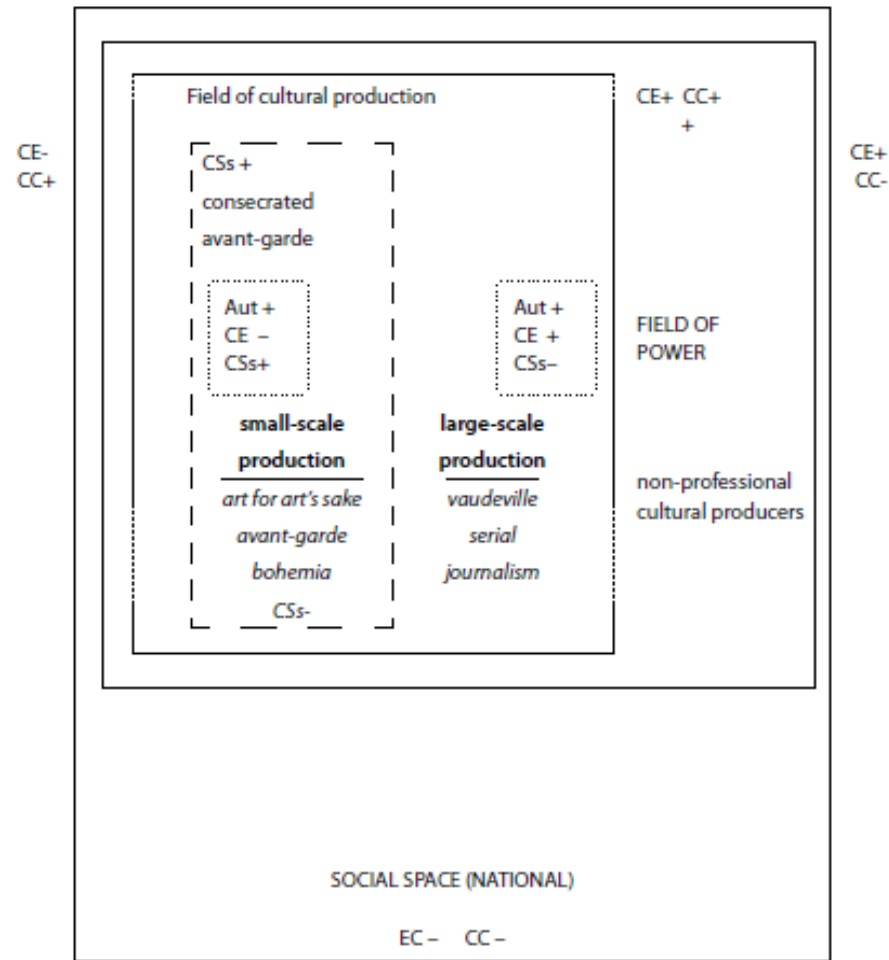 Field of cultural production
CE+ CC+
+
CE-
CC+
CE+
CC-
CSs +
consecrated
avant-garde
Aut +
CE –
CSs+
Aut +
CE +
CSs–
FIELD OF
POWER
small-scale
production
art for art's sake
avant-garde
bohemia
CSs-
large-scale
production
vaudeville
serial
journalism
non-professional
cultural producers
SOCIAL SPACE (NATIONAL)
EC – CC –